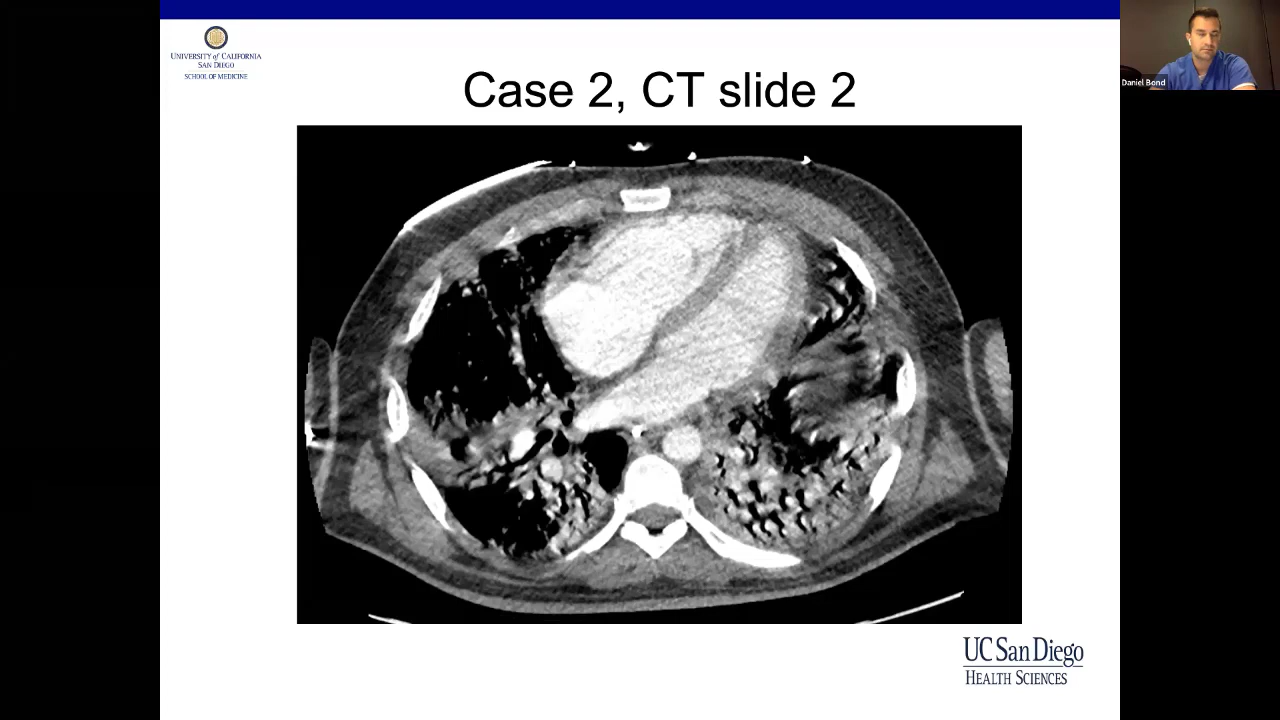 UNIVERSITY of CALIFORNIA
SAN DIEGO
SCHOOL OF MEDICINE
Case 2, CT slide 2
Daniel Bond
UC San Diego
HEALTH SCIENCES